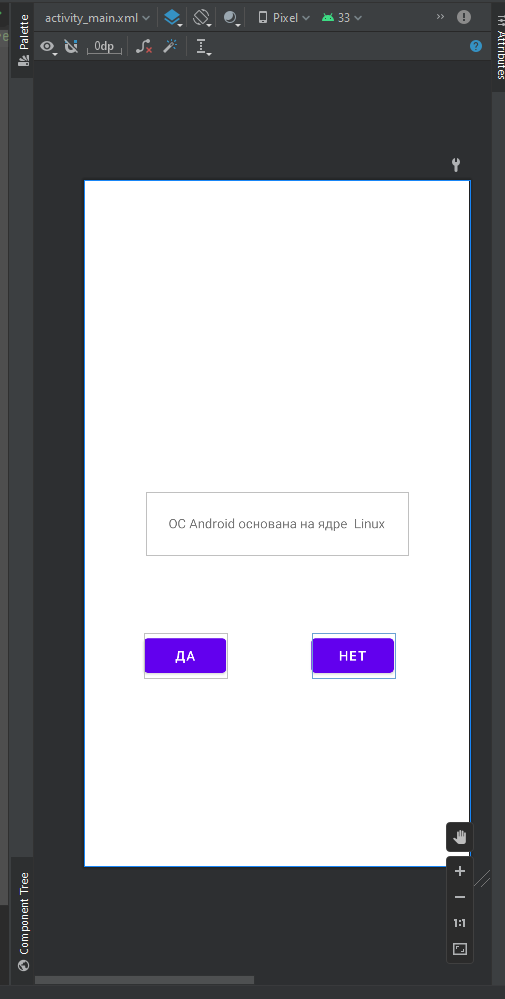 activity_main.xml
Pixel
33
0dp
Palette
Attributes
ОС Android основана на ядре  Linux
ДА
НЕТ
1:1
Component Tree